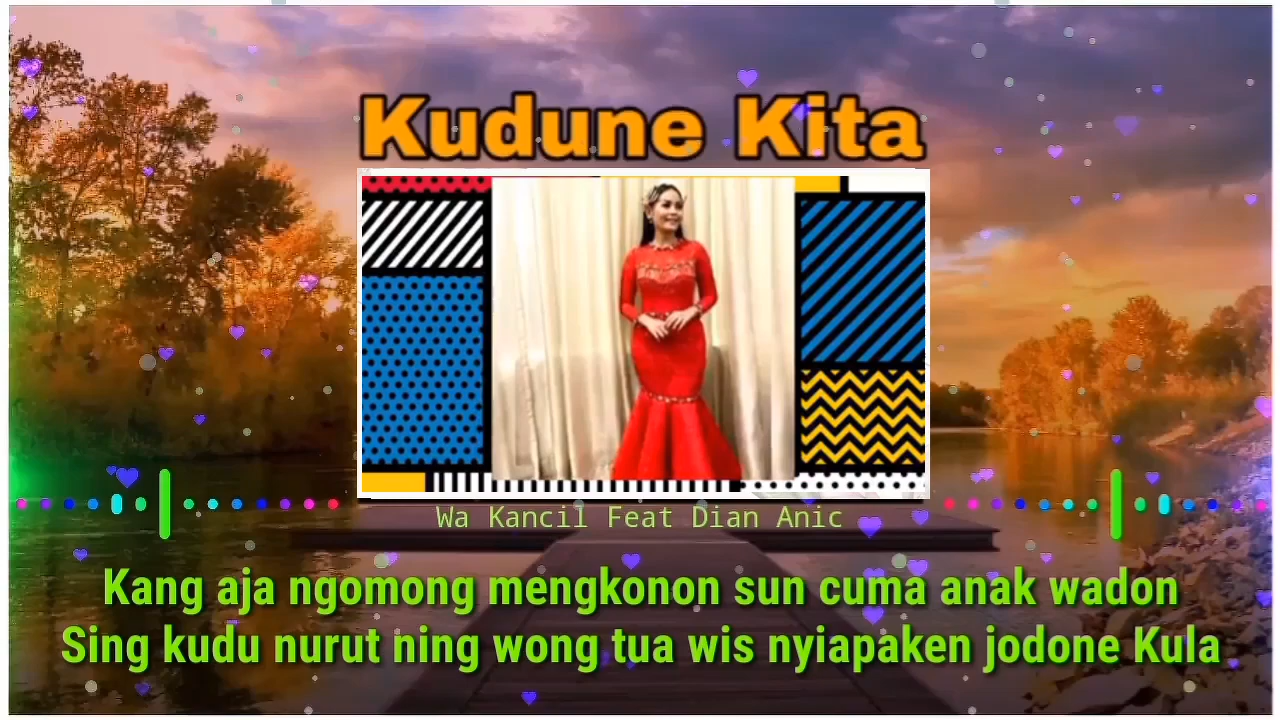 Kudune Kita
Wa Kancil Feat Dian Anic
Kang aja ngomong mengkonon sun cuma anak wadon
Sing kudu nurut ning wong tua wis nyiapaken jodone Kula